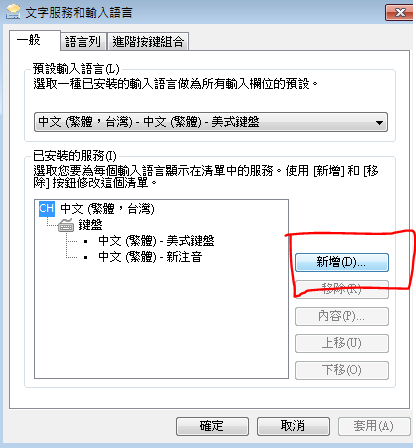 文字服務和輸入語言
一般
語言列
進階按鍵組合
預設輸入語言(L)
選取一種已安裝的輸入語言做為所有輸入欄位的預設。
中文 (繁體，台灣) - 中文 (繁體) - 美式鍵盤
已安裝的服務(I)
選取您要為每個輸入語言顯示在清單中的服務。使用 [新增] 和 [移
除] 按鈕修改這個清單。
CH 中文 (繁體，台灣)
鍵盤
• 中文 (繁體) - 美式鍵盤
• 中文 (繁體) - 新注音
新增(D)...
移除(R)
內容(P)...
上移(U)
下移(O)
確定
取消
套用(A)